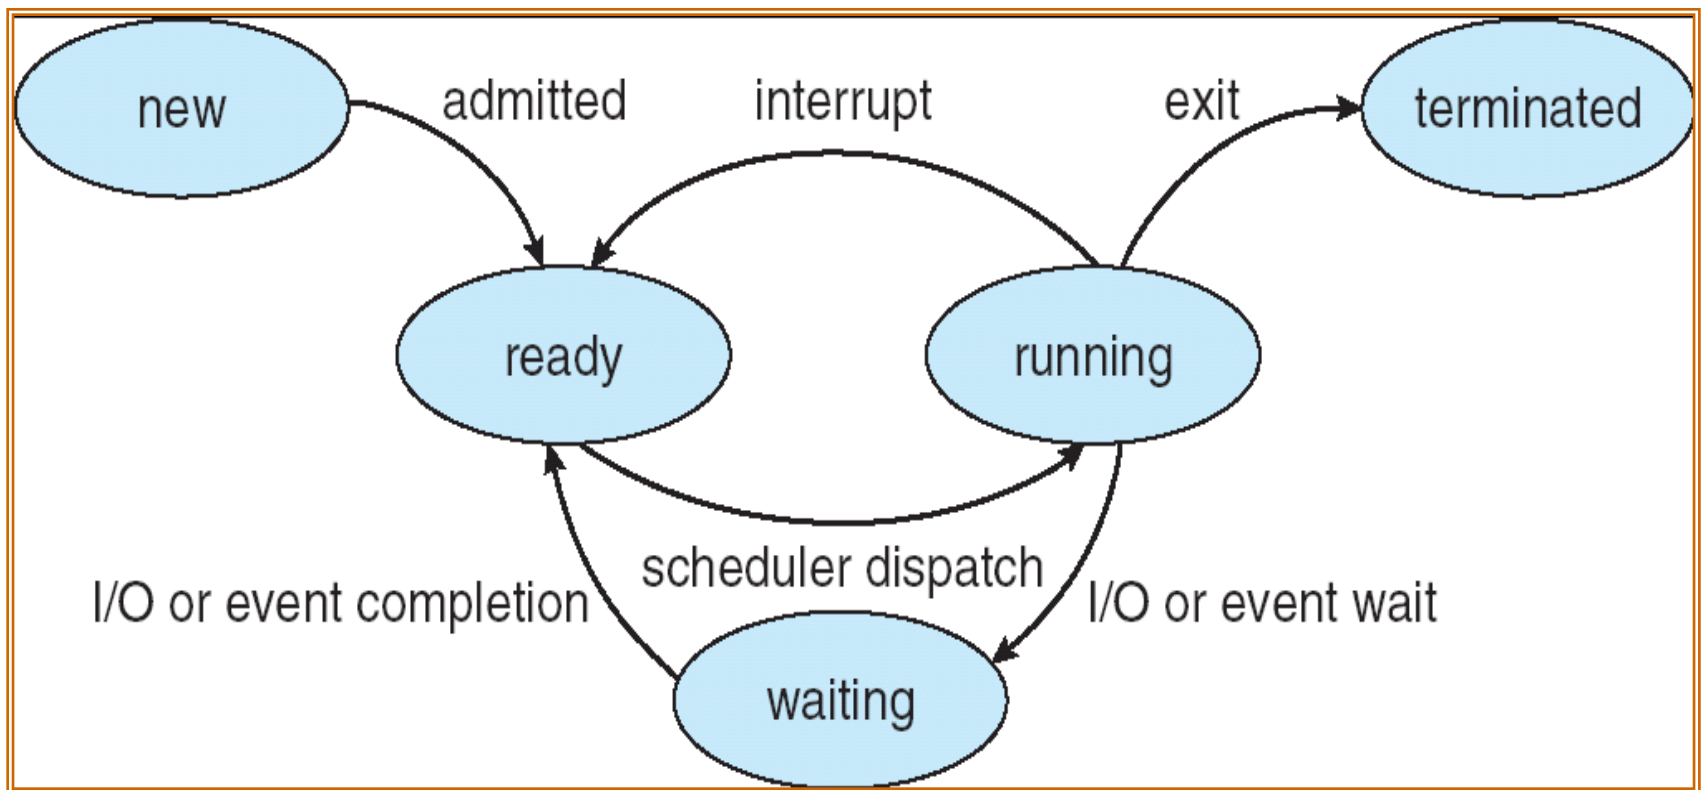 new
admitted
interrupt
exit
terminated
ready
running
scheduler dispatch
I/O or event completion
I/O or event wait
waiting